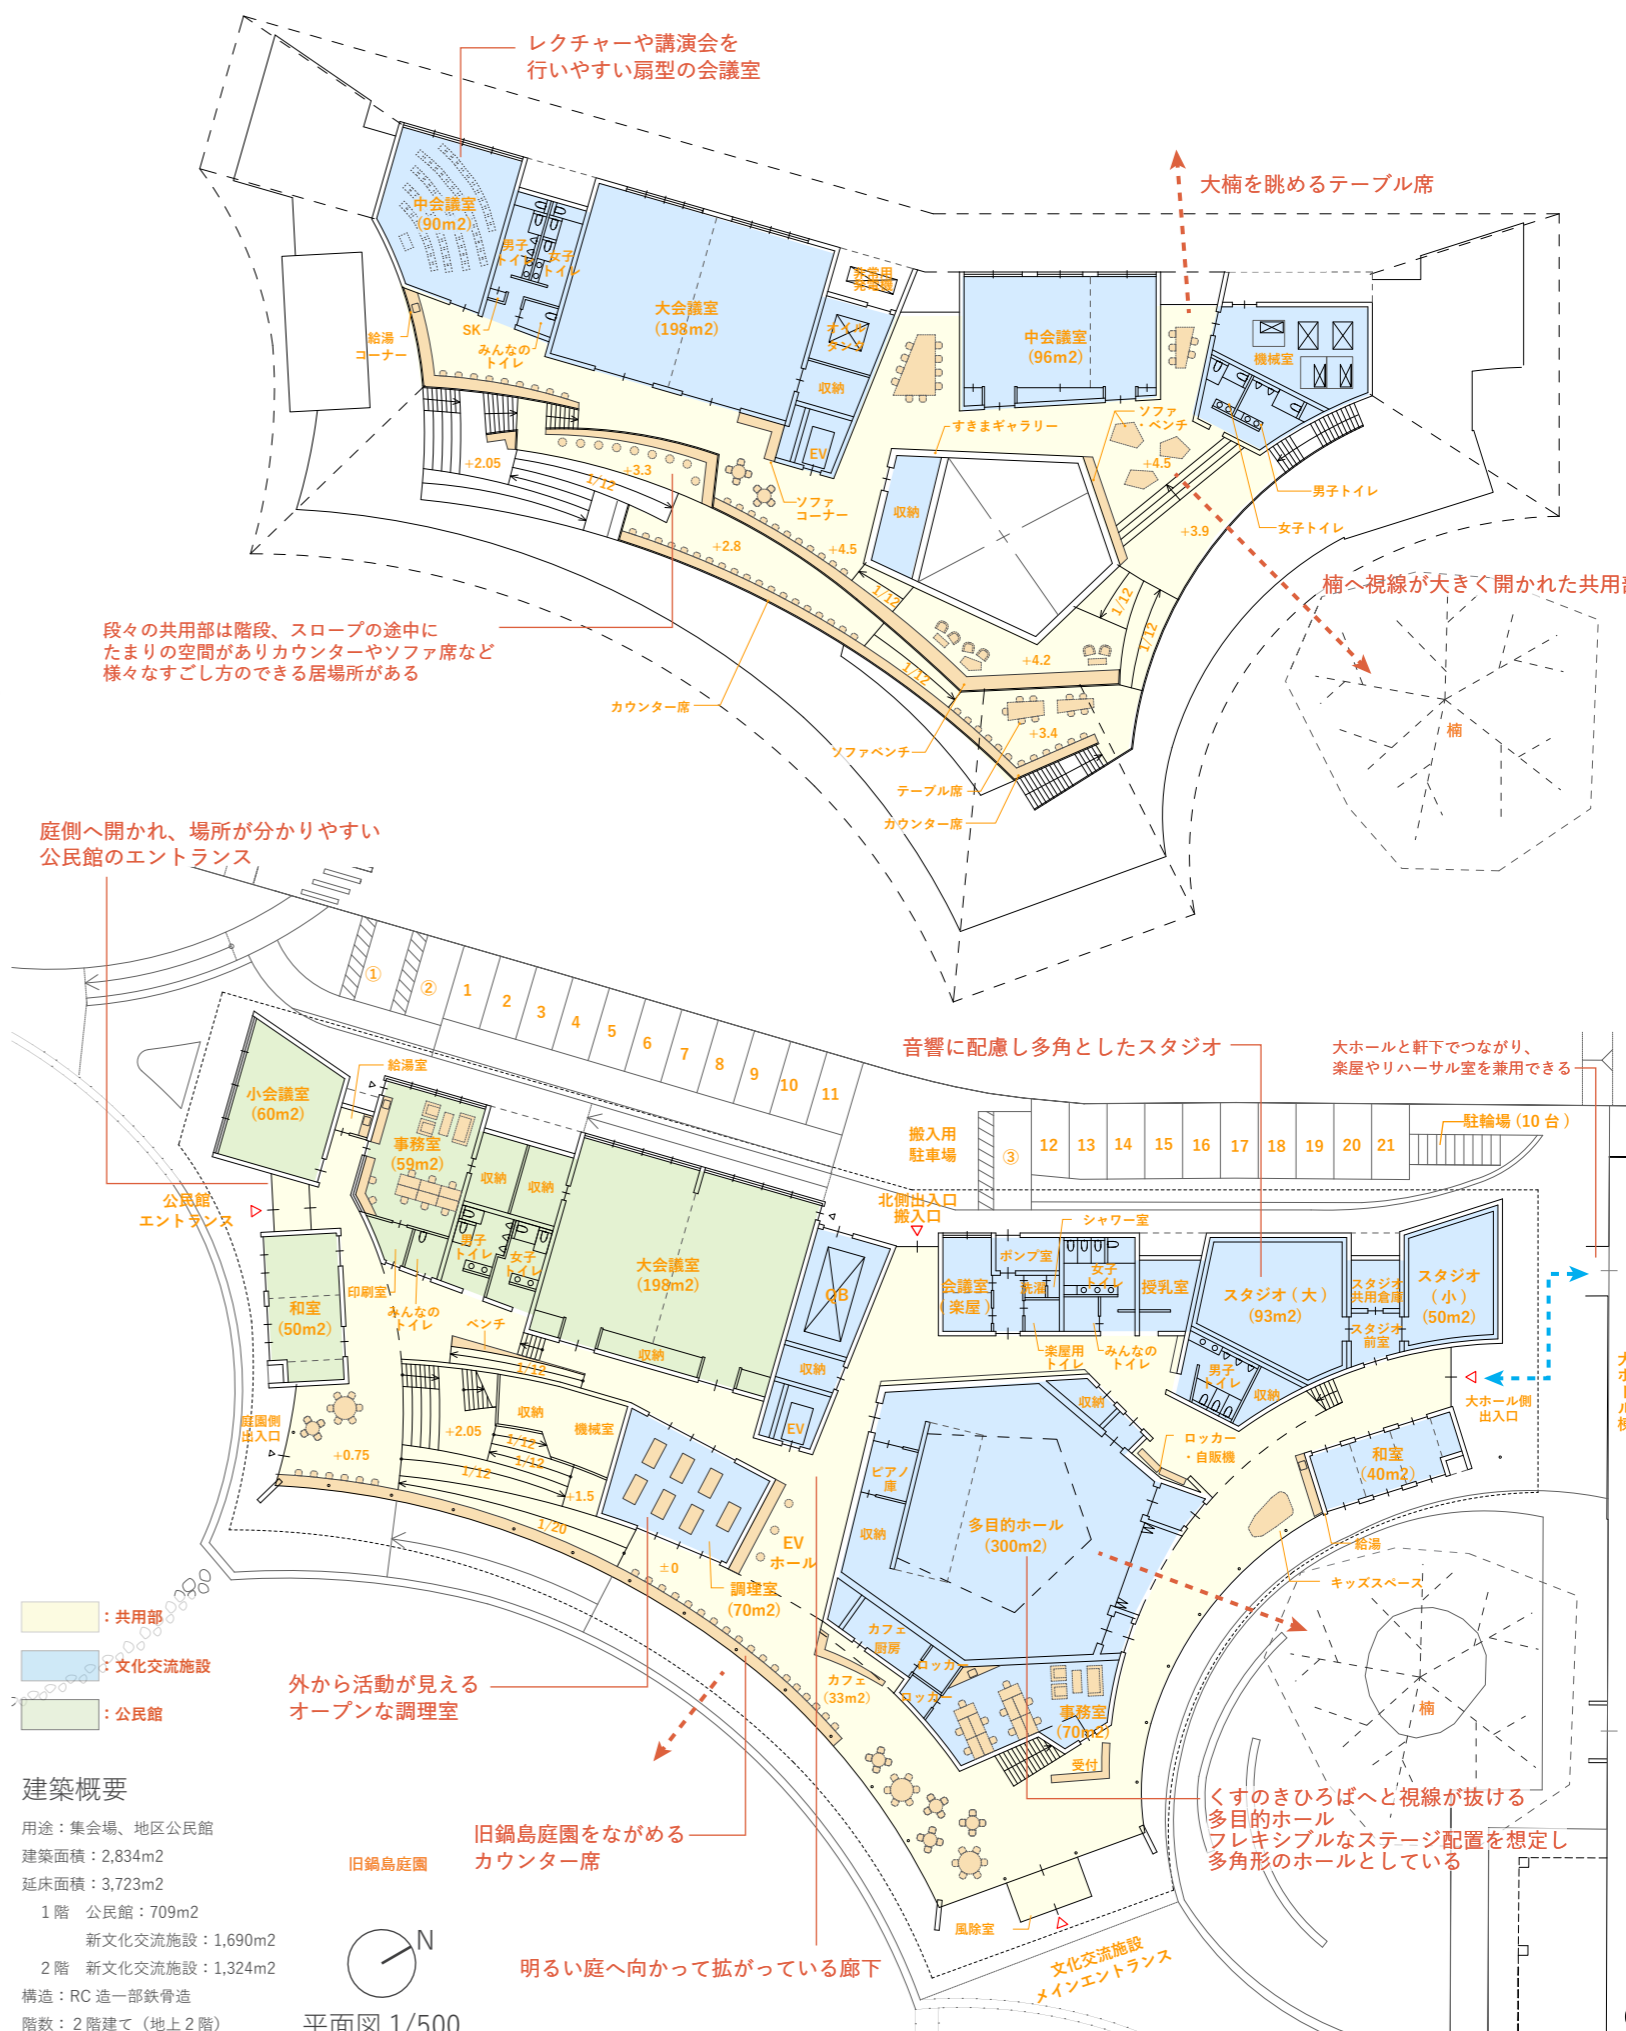 レクチャーや講演会を
行いやすい扇型の会議室
大楠を眺めるテーブル席
中会議室
(90m2)
男子
トイレ
女子
トイレ
大会議室
(198m2)
非常用
発電機
オイル
タンク
収納
EV
中会議室
(96m2)
機械室
給湯
コーナー
SK
みんなの
トイレ
すきまギャラリー
ソファ
・ベンチ
+4.5
+2.05
1/12
+3.3
ソファ
コーナー
収納
男子トイレ
女子トイレ
+3.9
+2.8
+4.5
1/12
1/12
1/12
楠へ視線が大きく開かれた共用部
段々の共用部は階段、スロープの途中に
たまりの空間がありカウンターやソファ席など
様々なすごし方のできる居場所がある
+4.2
1/12
カウンター席
+3.4
ソファベンチ
テーブル席
カウンター席
楠
庭側へ開かれ、場所が分かりやすい
公民館のエントランス
①
②
1
2
3
4
5
6
7
8
9
10
11
音響に配慮し多角としたスタジオ
大ホールと軒下でつながり、
楽屋やリハーサル室を兼用できる
搬入用
駐車場
③
12
13
14
15
16
17
18
19
20
21
駐輪場 (10 台 )
給湯室
小会議室
(60m2)
事務室
(59m2)
収納
収納
公民館
エントランス
男子
トイレ
女子
トイレ
印刷室
みんなの
トイレ
和室
(50m2)
ベンチ
大会議室
(198m2)
収納
1/12
QB
収納
EV
北側出入口
搬入口
シャワー室
ポンプ室
会議室
( 楽屋 )
洗濯
女子
トイレ
授乳室
楽屋用
トイレ
みんなの
トイレ
スタジオ ( 大 )
(93m2)
スタジオ
共用倉庫
スタジオ
前室
スタジオ
( 小 )
(50m2)
男子
トイレ
収納
大ホール側
出入口
大ホール棟
庭園側
出入口
+0.75
+2.05
収納
機械室
1/12
1/12
1/12
+1.5
1/20
±0
調理室
(70m2)
EV
ホール
収納
ロッカー
・自販機
ピアノ
庫
収納
多目的ホール
(300m2)
和室
(40m2)
給湯
キッズスペース
カフェ
厨房
ロッカー
ロッカー
カフェ
(33m2)
事務室
(70m2)
受付
楠
：共用部
：文化交流施設
：公民館
外から活動が見える
オープンな調理室
旧鍋島庭園をながめる
カウンター席
くすのきひろばへと視線が抜ける
多目的ホール
フレキシブルなステージ配置を想定し
多角形のホールとしている
風除室
文化交流施設
メインエントランス
明るい庭へ向かって拡がっている廊下
旧鍋島庭園
N
建築概要
用途：集会場、地区公民館
建築面積：2,834m2
延床面積：3,723m2
1 階　公民館：709m2
新文化交流施設：1,690m2
2 階　新文化交流施設：1,324m2
構造：RC 造一部鉄骨造
階数：２階建て（地上２階）
平面図 1/500